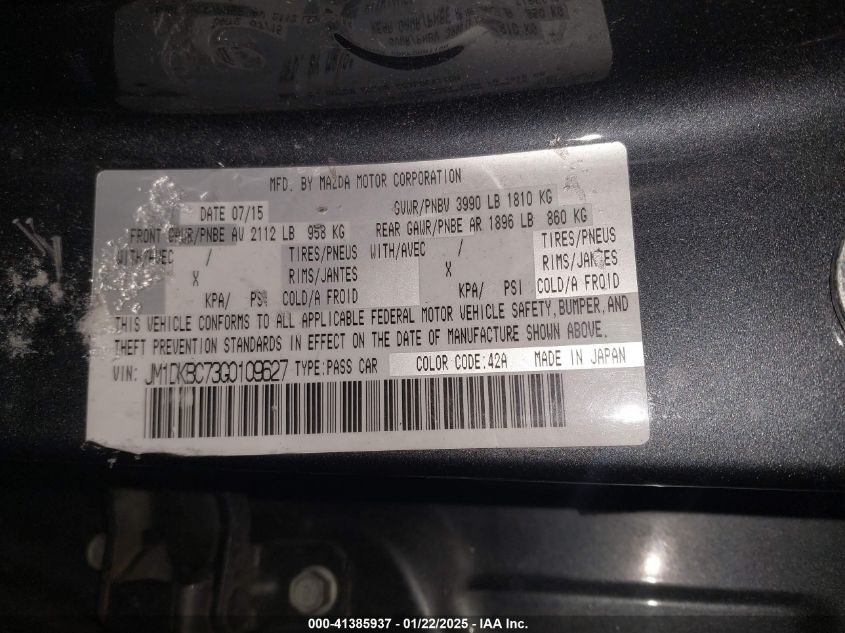 MFD. BY MAZDA MOTOR CORPORATION
DATE 07/15 GVWR/PNBV 3990 LB 1810 KG
FRONT GAWR/PNBE AV 2112 LB 958 KG REAR GAWR/PNBE AR 1896 LB 860 KG
WITH/AVEC / TIRES/PNEUS WITH/AVEC / TIRES/PNEUS
X RIMS/JANTES X RIMS/JANTES
KPA/ PSI COLD/A FROID KPA/ PSI COLD/A FROID
THIS VEHICLE CONFORMS TO ALL APPLICABLE FEDERAL MOTOR VEHICLE SAFETY, BUMPER, AND
THEFT PREVENTION STANDARDS IN EFFECT ON THE DATE OF MANUFACTURE SHOWN ABOVE.
VIN: JM1DKBC73G0109627 TYPE: PASS CAR COLOR CODE: 42A MADE IN JAPAN
000-41385937 - 01/22/2025 - IAA Inc.